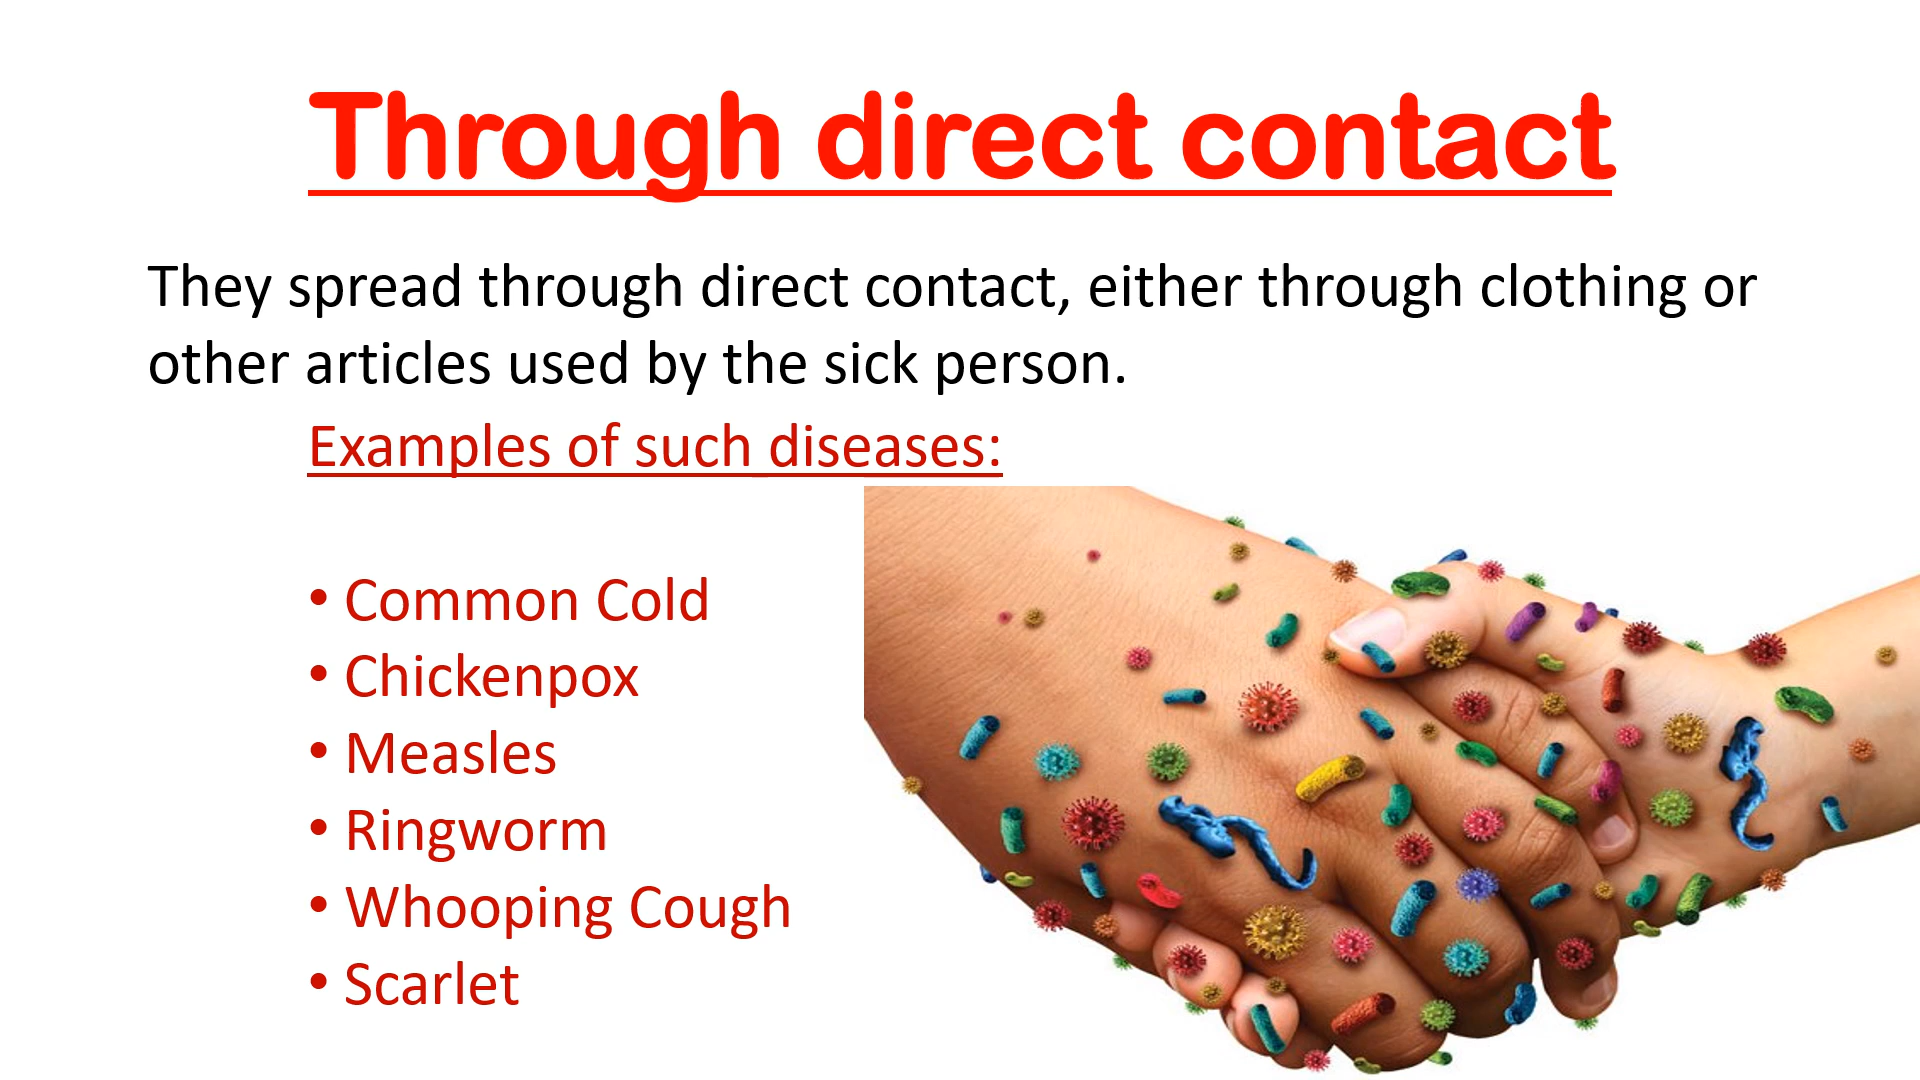 Through direct contact
They spread through direct contact, either through clothing or
other articles used by the sick person.
Examples of such diseases:
• Common Cold
• Chickenpox
• Measles
• Ringworm
• Whooping Cough
• Scarlet